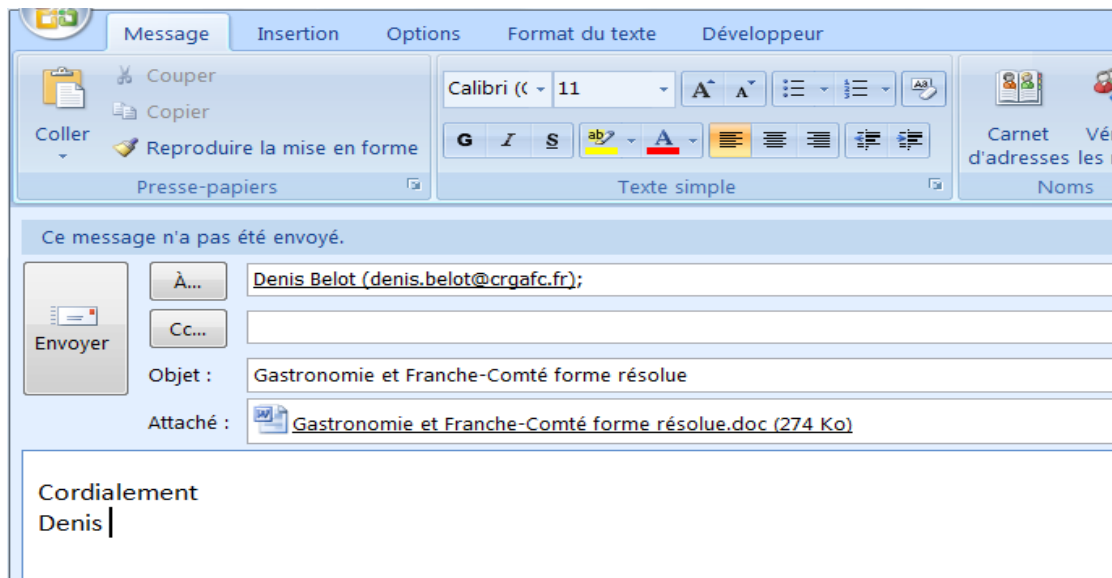 Message Insertion Options Format du texte Développeur
Couper
Copier
Coller
Reproduire la mise en forme
Presse-papiers
Calibri (( 11 A A
G I S ab A
Texte simple
Carnet
d'adresses les
Noms
Ce message n'a pas été envoyé.
Envoyer
À... Denis Belot (denis.belot@crgafc.fr);
Cc...
Objet : Gastronomie et Franche-Comté forme résolue
Attaché : Gastronomie et Franche-Comté forme résolue.doc (274 Ko)
Cordialement
Denis